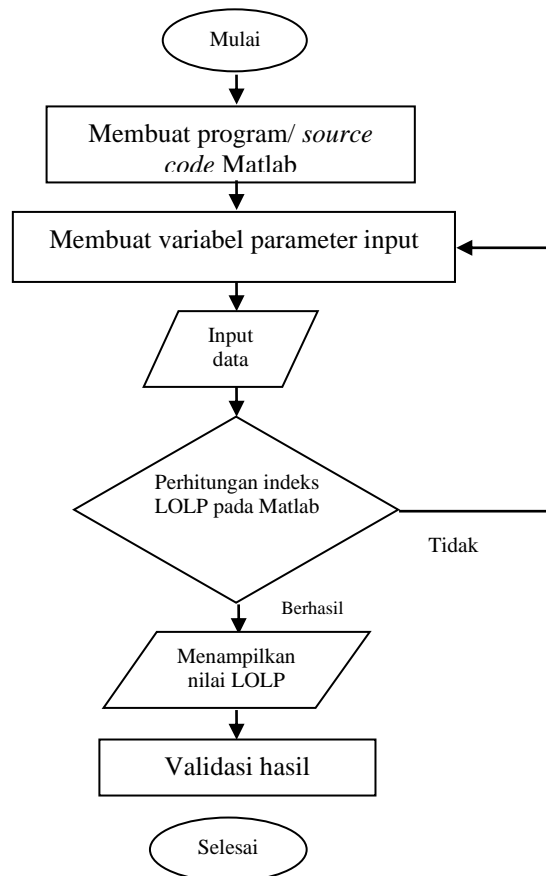 Mulai
Membuat program/ source
code Matlab
Membuat variabel parameter input
Input
data
Perhitungan indeks
LOLP pada Matlab
Tidak
Berhasil
Menampilkan
nilai LOLP
Validasi hasil
Selesai